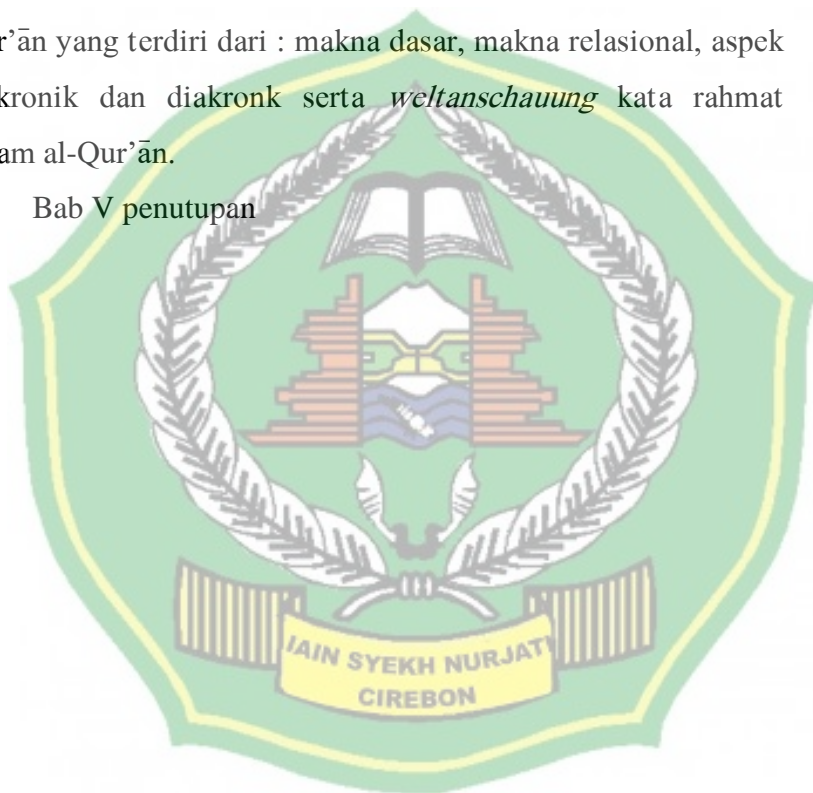 r’ān yang terdiri dari : makna dasar, makna relasional, aspek
kronik dan diakronk serta weltanschauung kata rahmat
am al-Qur’ān.
Bab V penutupan
IAIN SYEKH NURJATI
CIREBON